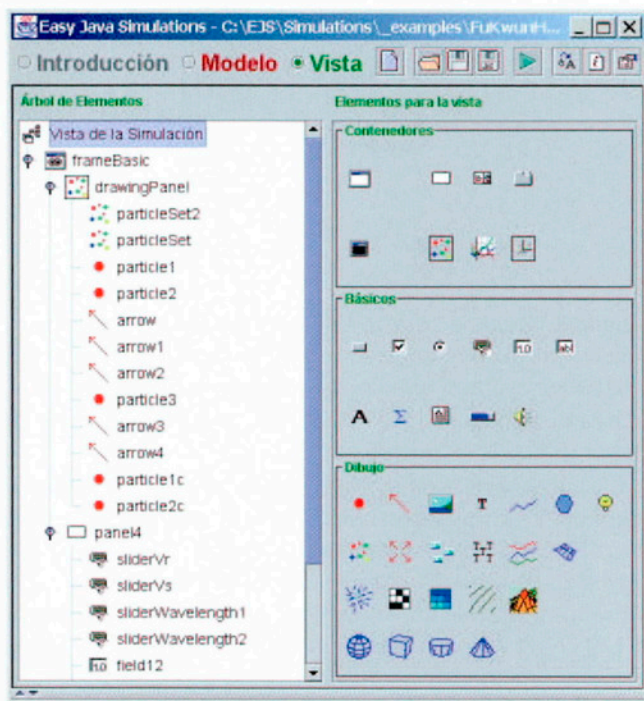 Easy Java Simulations - C:\EJS\Simulations\_examples\FuKwunH...
Introducción Modelo Vista
Árbol de Elementos
Vista de la Simulación
frameBasic
drawingPanel
particleSet2
particleSet
particle1
particle2
arrow
arrow1
arrow2
particle3
arrow3
arrow4
particle1c
particle2c
panel4
sliderVr
sliderVs
sliderWavelength1
sliderWavelength2
field12
Elementos para la vista
Contenedores
Básicos
Dibujo